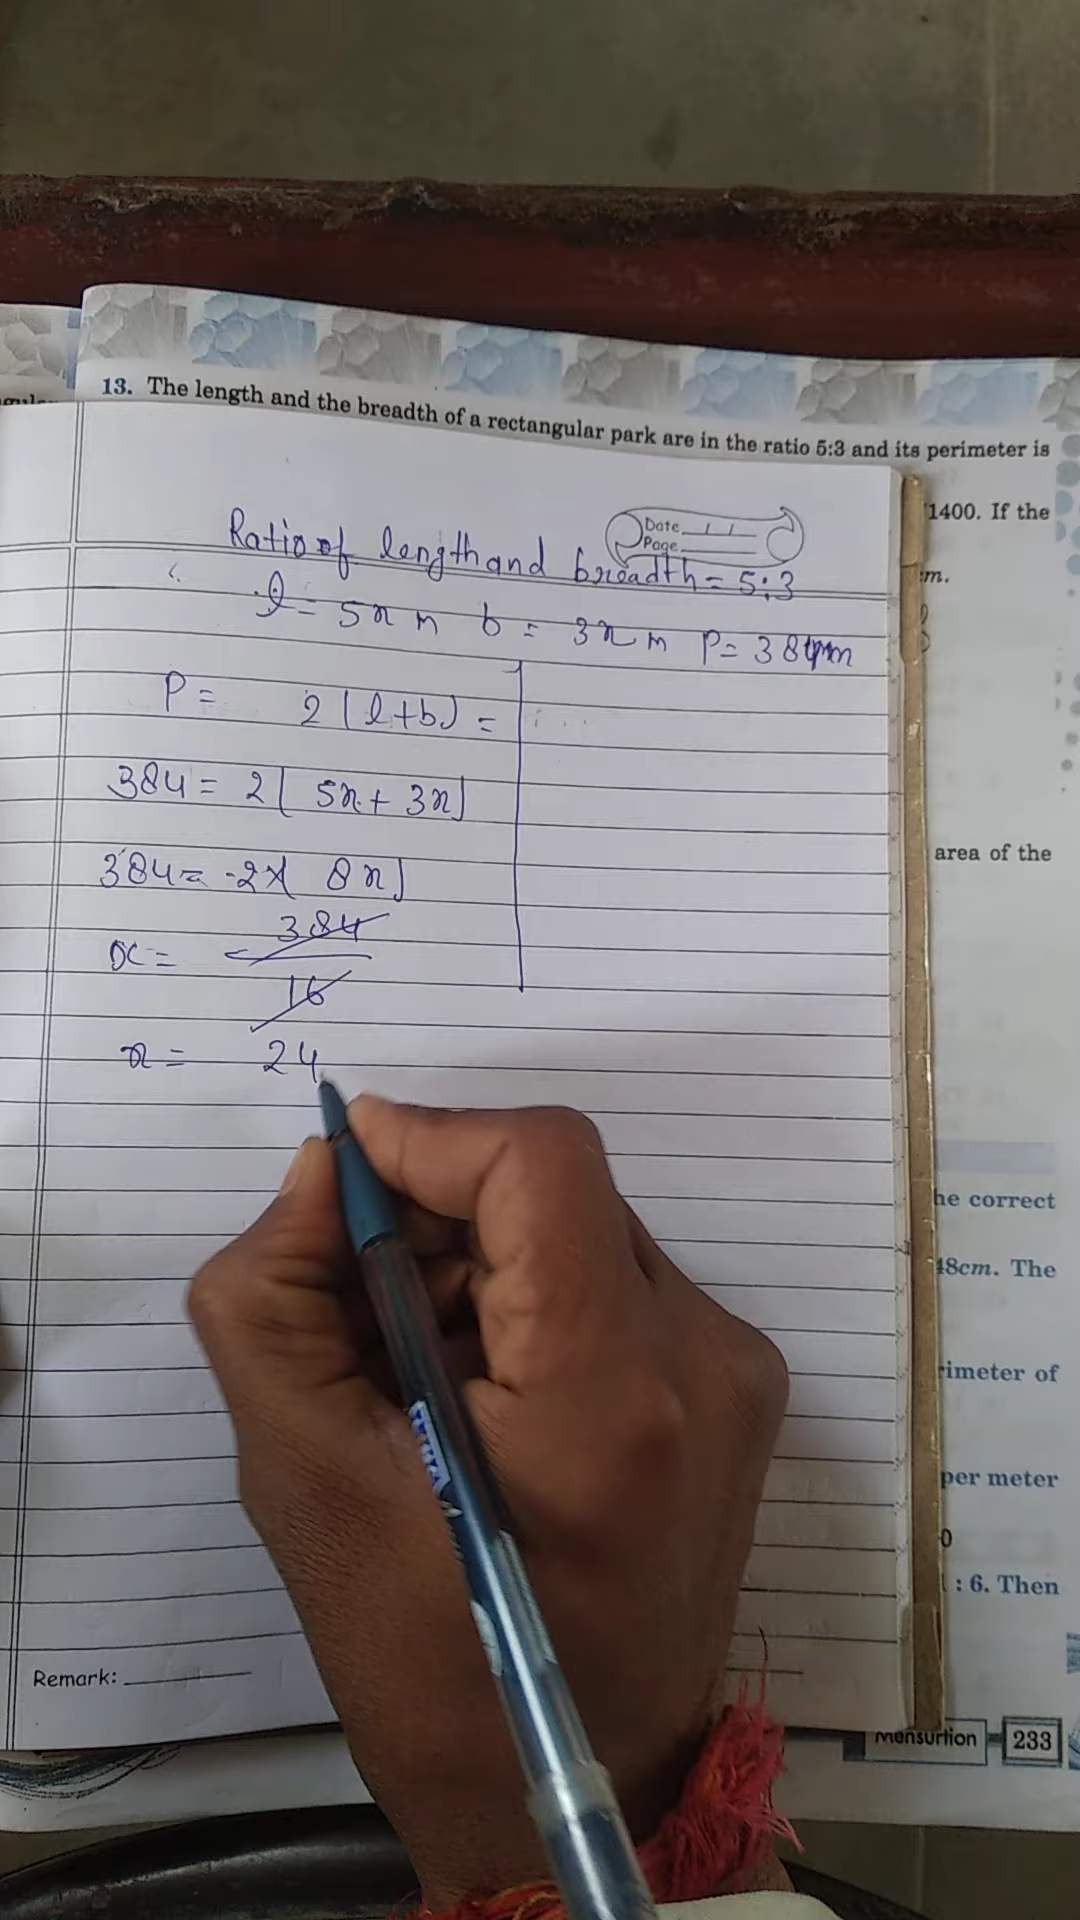 13. The length and the breadth of a rectangular park are in the ratio 5:3 and its perimeter is
1400. If the
Date
Page
Ratio of length and breadth = 5:3
m.
l = 5x m b = 3x m P = 384m
P = 2(l+b) =
384 = 2[5x + 3x]
area of the
384 = 2×[8x]
x = 384
16
x = 24
he correct
48cm. The
rimeter of
per meter
0
: 6. Then
Remark:
Mensurtion 233